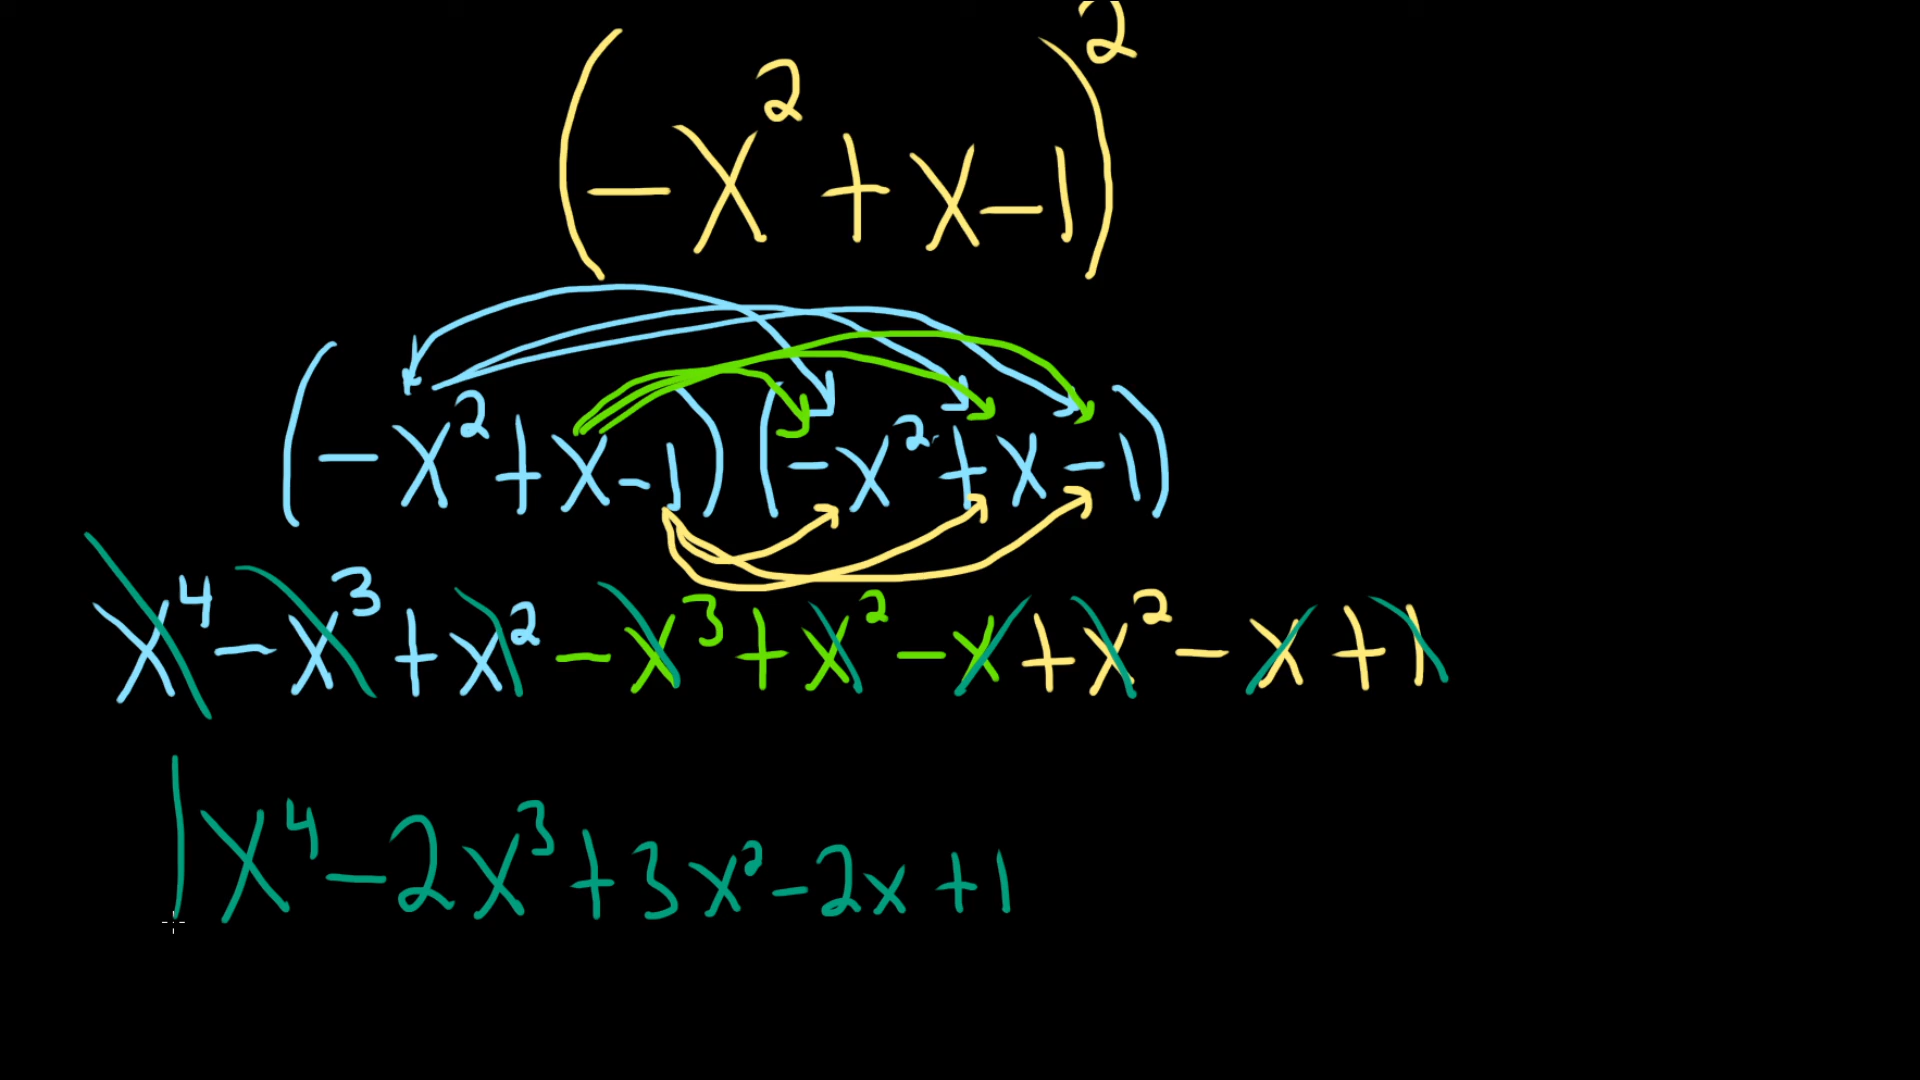 (-x²+x-1)²
(-x²+x-1)(-x²+x-1)
x⁴-x³+x²-x³+x²-x+x²-x+1
x⁴-2x³+3x²-2x+1